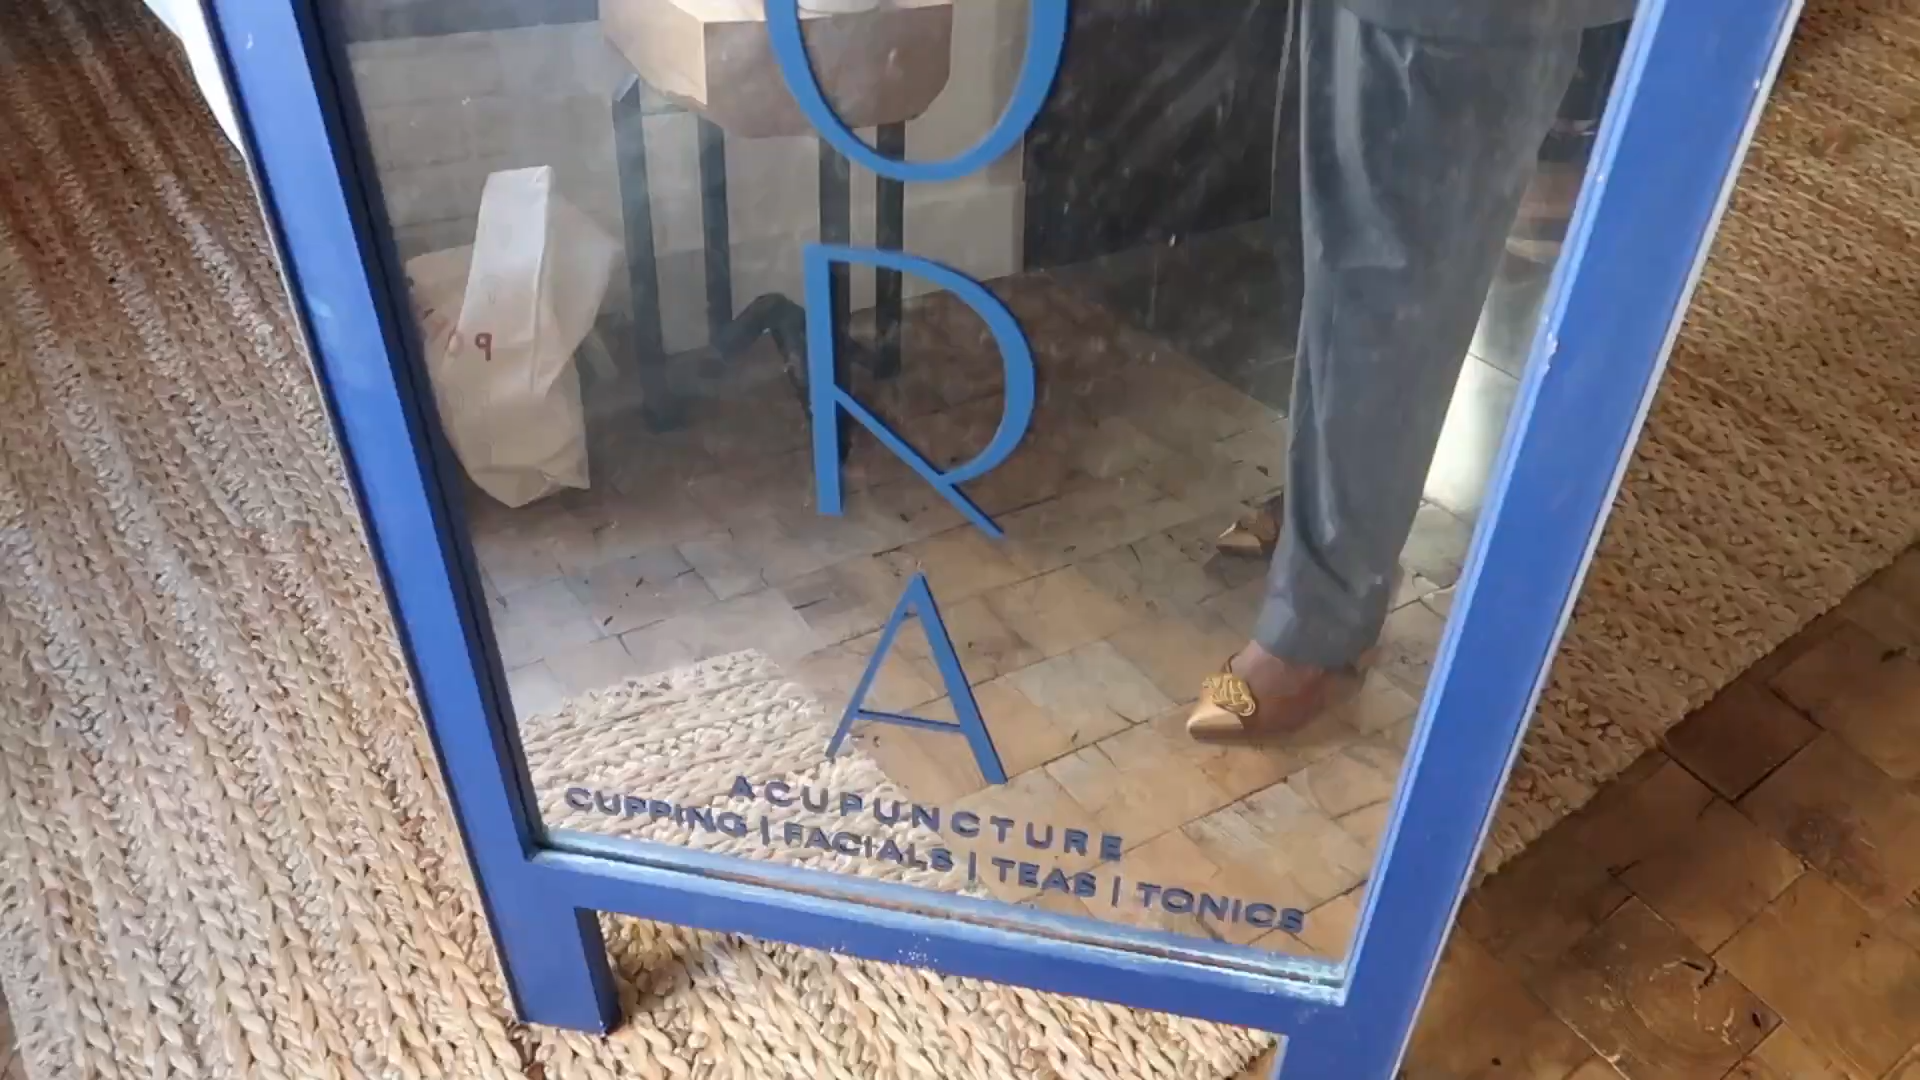 O
R
A
ACUPUNCTURE
CUPPING | FACIALS | TEAS | TONICS